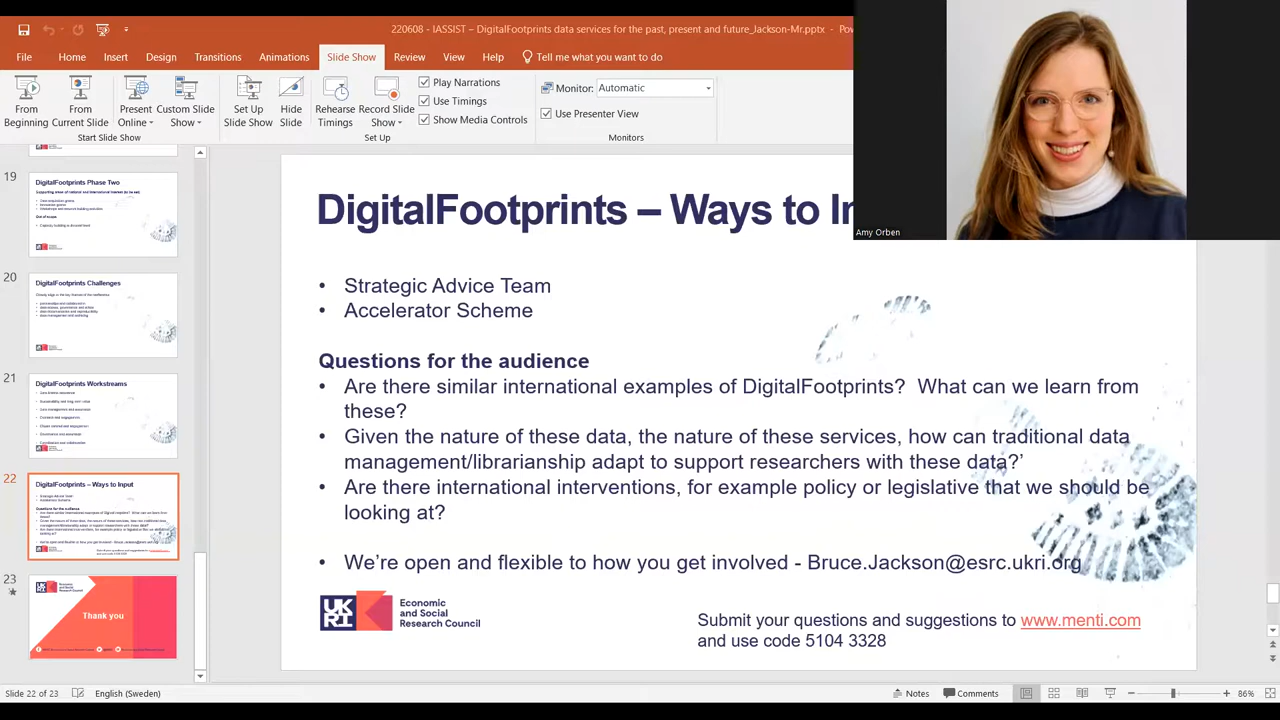 220608 - IASSIST – DigitalFootprints data services for the past, present and future_Jackson-Mr.pptx -
File Home Insert Design Transitions Animations Slide Show Review View Help Tell me what you want to do
From Beginning
From Current Slide
Present Online
Custom Slide Show
Start Slide Show
Set Up Slide Show
Hide Slide
Rehearse Timings
Record Slide Show
Play Narrations
Use Timings
Show Media Controls
Set Up
Monitor: Automatic
Use Presenter View
Monitors
Amy Orben
19
DigitalFootprints Phase Two
20
DigitalFootprints Challenges
21
DigitalFootprints Workstreams
22
DigitalFootprints – Ways to Input
23
Thank you
DigitalFootprints – Ways to
• Strategic Advice Team
• Accelerator Scheme
Questions for the audience
• Are there similar international examples of DigitalFootprints? What can we learn from
these?
• Given the nature of these data, the nature of these services, how can traditional data
management/librarianship adapt to support researchers with these data?’
• Are there international interventions, for example policy or legislative that we should be
looking at?
• We’re open and flexible to how you get involved - Bruce.Jackson@esrc.ukri.org
UKRI
Economic
and Social
Research Council
Submit your questions and suggestions to www.menti.com
and use code 5104 3328
Slide 22 of 23 English (Sweden) Notes Comments 86%